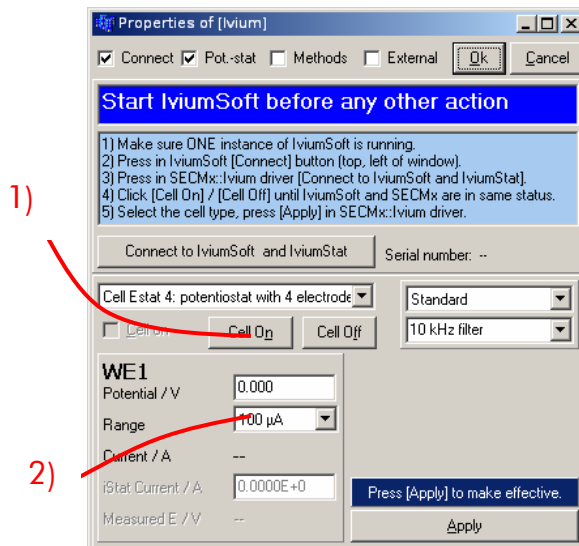 Properties of [Ivium]
Connect Pot.-stat Methods External Ok Cancel
Start IviumSoft before any other action
1) Make sure ONE instance of IviumSoft is running.
2) Press in IviumSoft [Connect] button (top, left of window).
3) Press in SECMx::Ivium driver [Connect to IviumSoft and IviumStat].
4) Click [Cell On] / [Cell Off] until IviumSoft and SECMx are in same status.
5) Select the cell type, press [Apply] in SECMx::Ivium driver.
1)
Connect to IviumSoft and IviumStat Serial number: --
Cell Estat 4: potentiostat with 4 electrode Standard
Cell on Cell On Cell Off 10 kHz filter
WE1
Potential / V 0.000
Range 100 µA
Current / A --
2)
iStat Current / A 0.0000E+0 Press [Apply] to make effective.
Measured E / V -- Apply